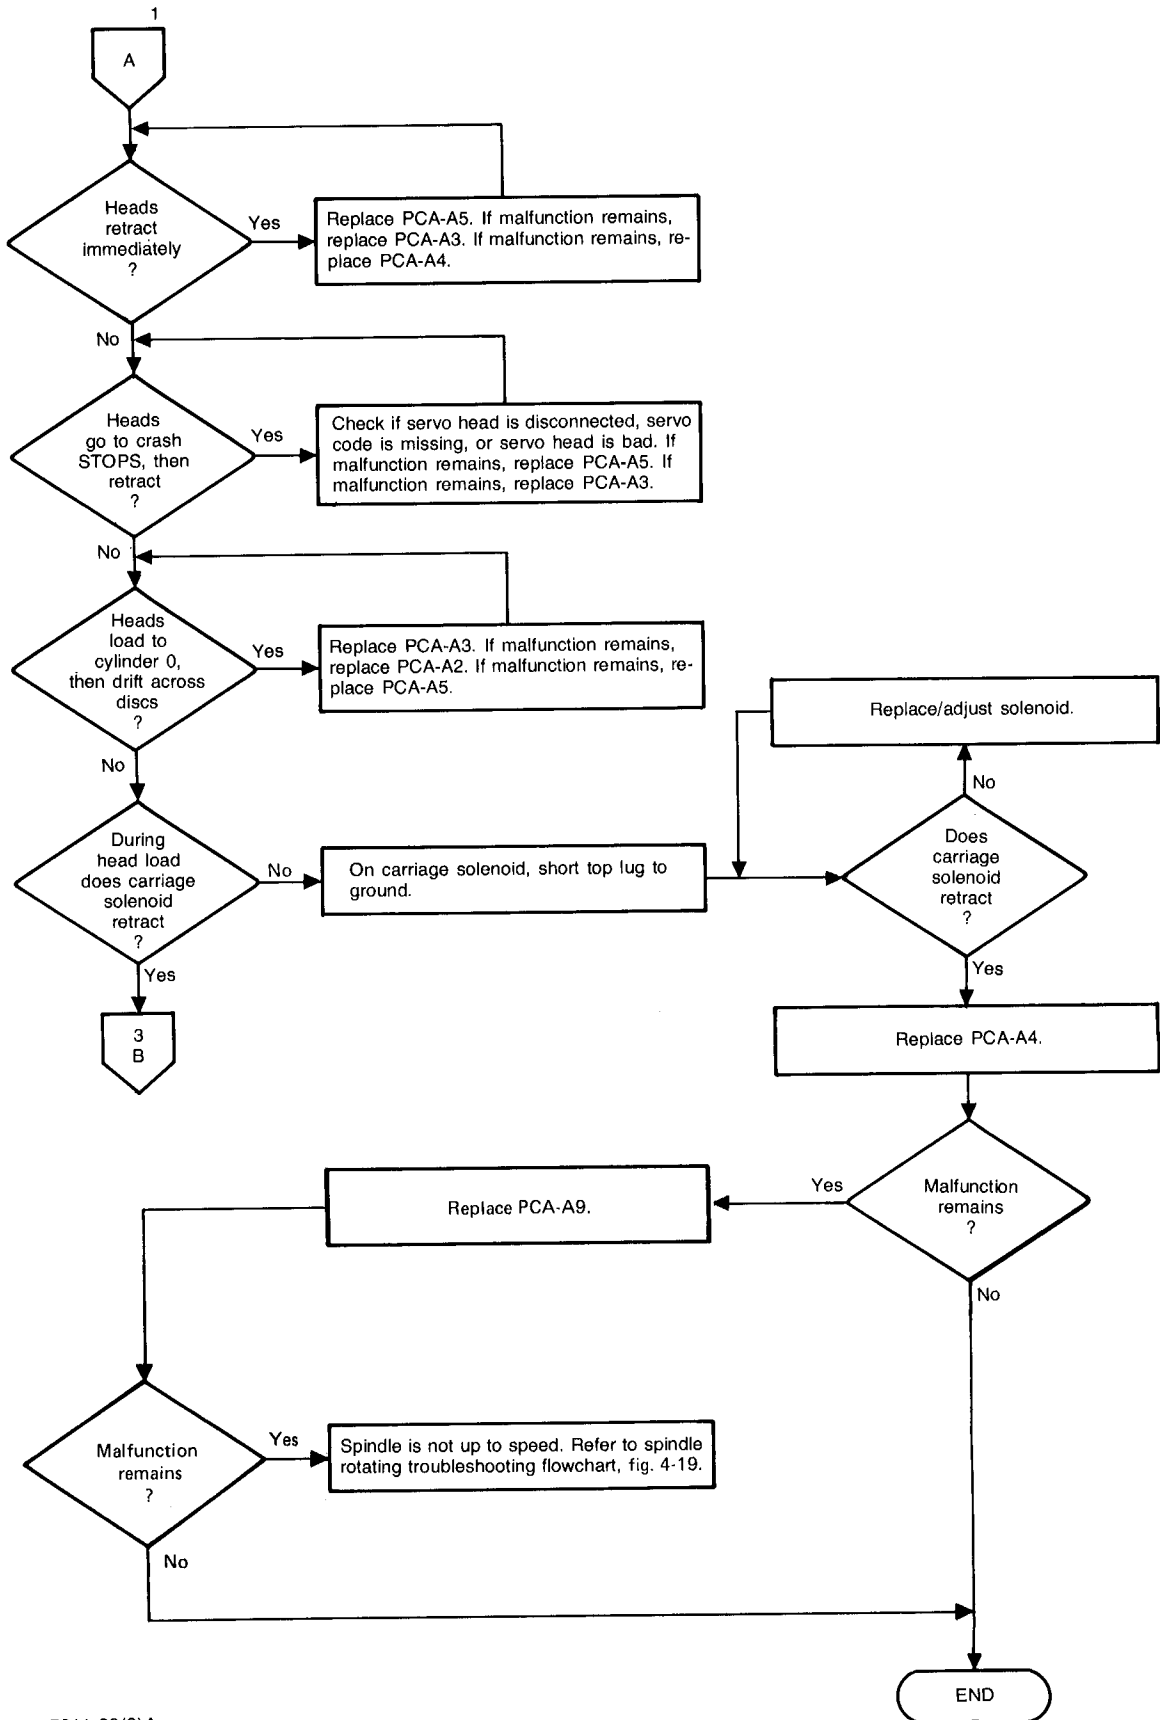 1
A
Heads
retract
immediately
?
Yes
Replace PCA-A5. If malfunction remains,
replace PCA-A3. If malfunction remains, re-
place PCA-A4.
No
Heads
go to crash
STOPS, then
retract
?
Yes
Check if servo head is disconnected, servo
code is missing, or servo head is bad. If
malfunction remains, replace PCA-A5. If
malfunction remains, replace PCA-A3.
No
Heads
load to
cylinder 0,
then drift across
discs
?
Yes
Replace PCA-A3. If malfunction remains,
replace PCA-A2. If malfunction remains, re-
place PCA-A5.
No
During
head load
does carriage
solenoid
retract
?
No
On carriage solenoid, short top lug to
ground.
Replace/adjust solenoid.
No
Does
carriage
solenoid
retract
?
Yes
Yes
3
B
Replace PCA-A4.
Malfunction
remains
?
Yes
Replace PCA-A9.
No
Malfunction
remains
?
Yes
Spindle is not up to speed. Refer to spindle
rotating troubleshooting flowchart, fig. 4-19.
No
END